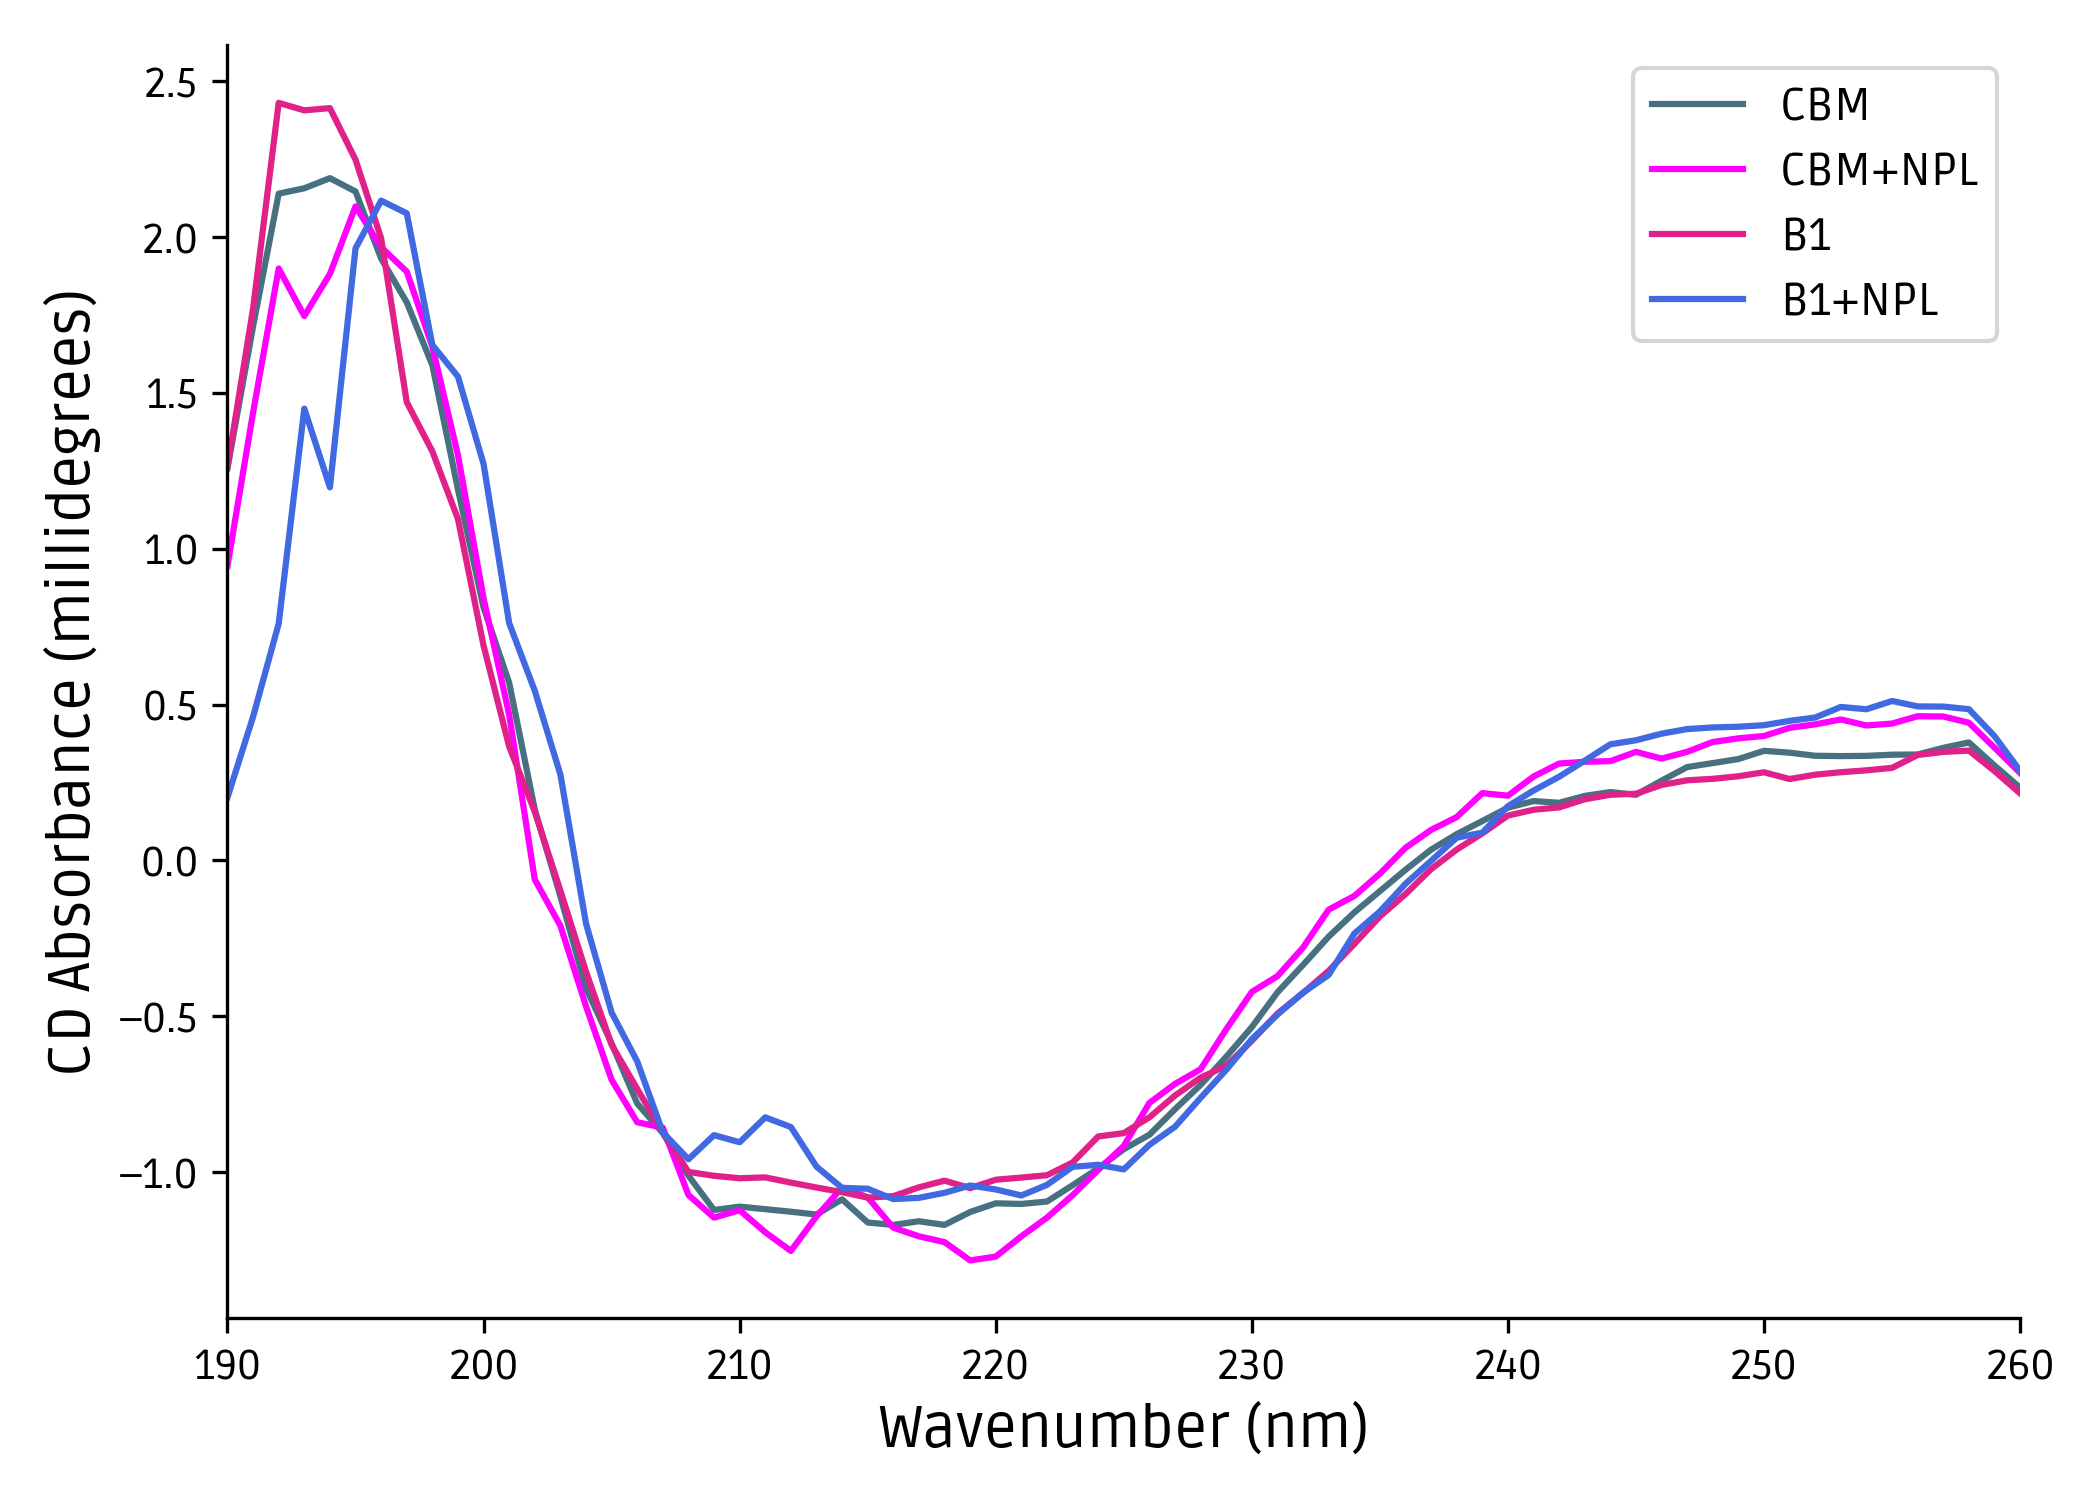 CD Absorbance (millidegrees)
2.5
2.0
1.5
1.0
0.5
0.0
−0.5
−1.0
CBM
CBM+NPL
B1
B1+NPL
190 200 210 220 230 240 250 260
Wavenumber (nm)